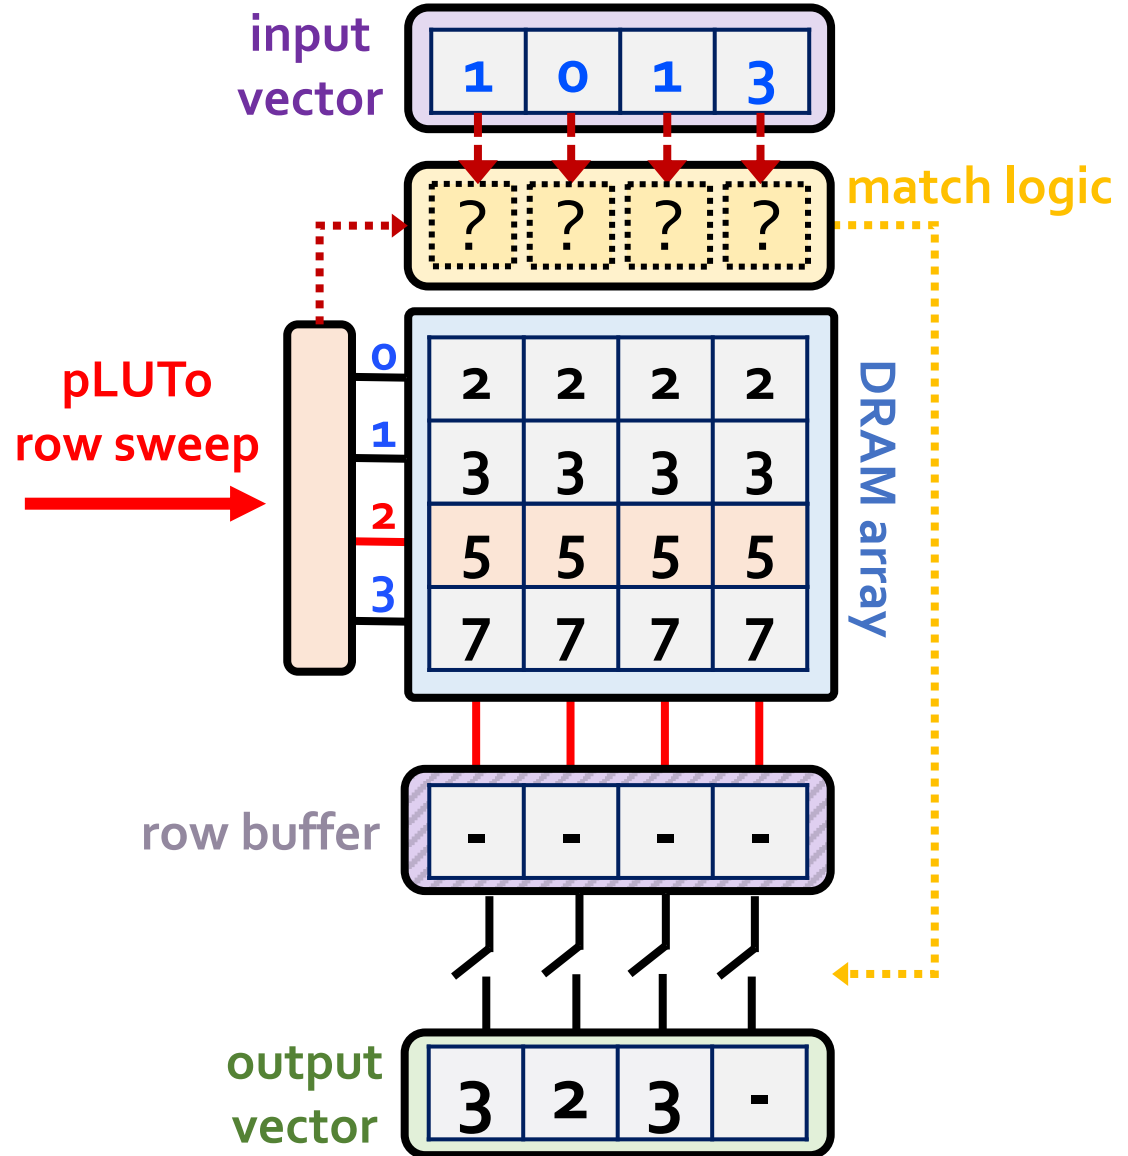 input
vector
1 0 1 3
match logic
? ? ? ?
pLUTo
row sweep
0
1
2
3
2 2 2 2
3 3 3 3
5 5 5 5
7 7 7 7
DRAM array
row buffer
- - - -
output
vector
3 2 3 -